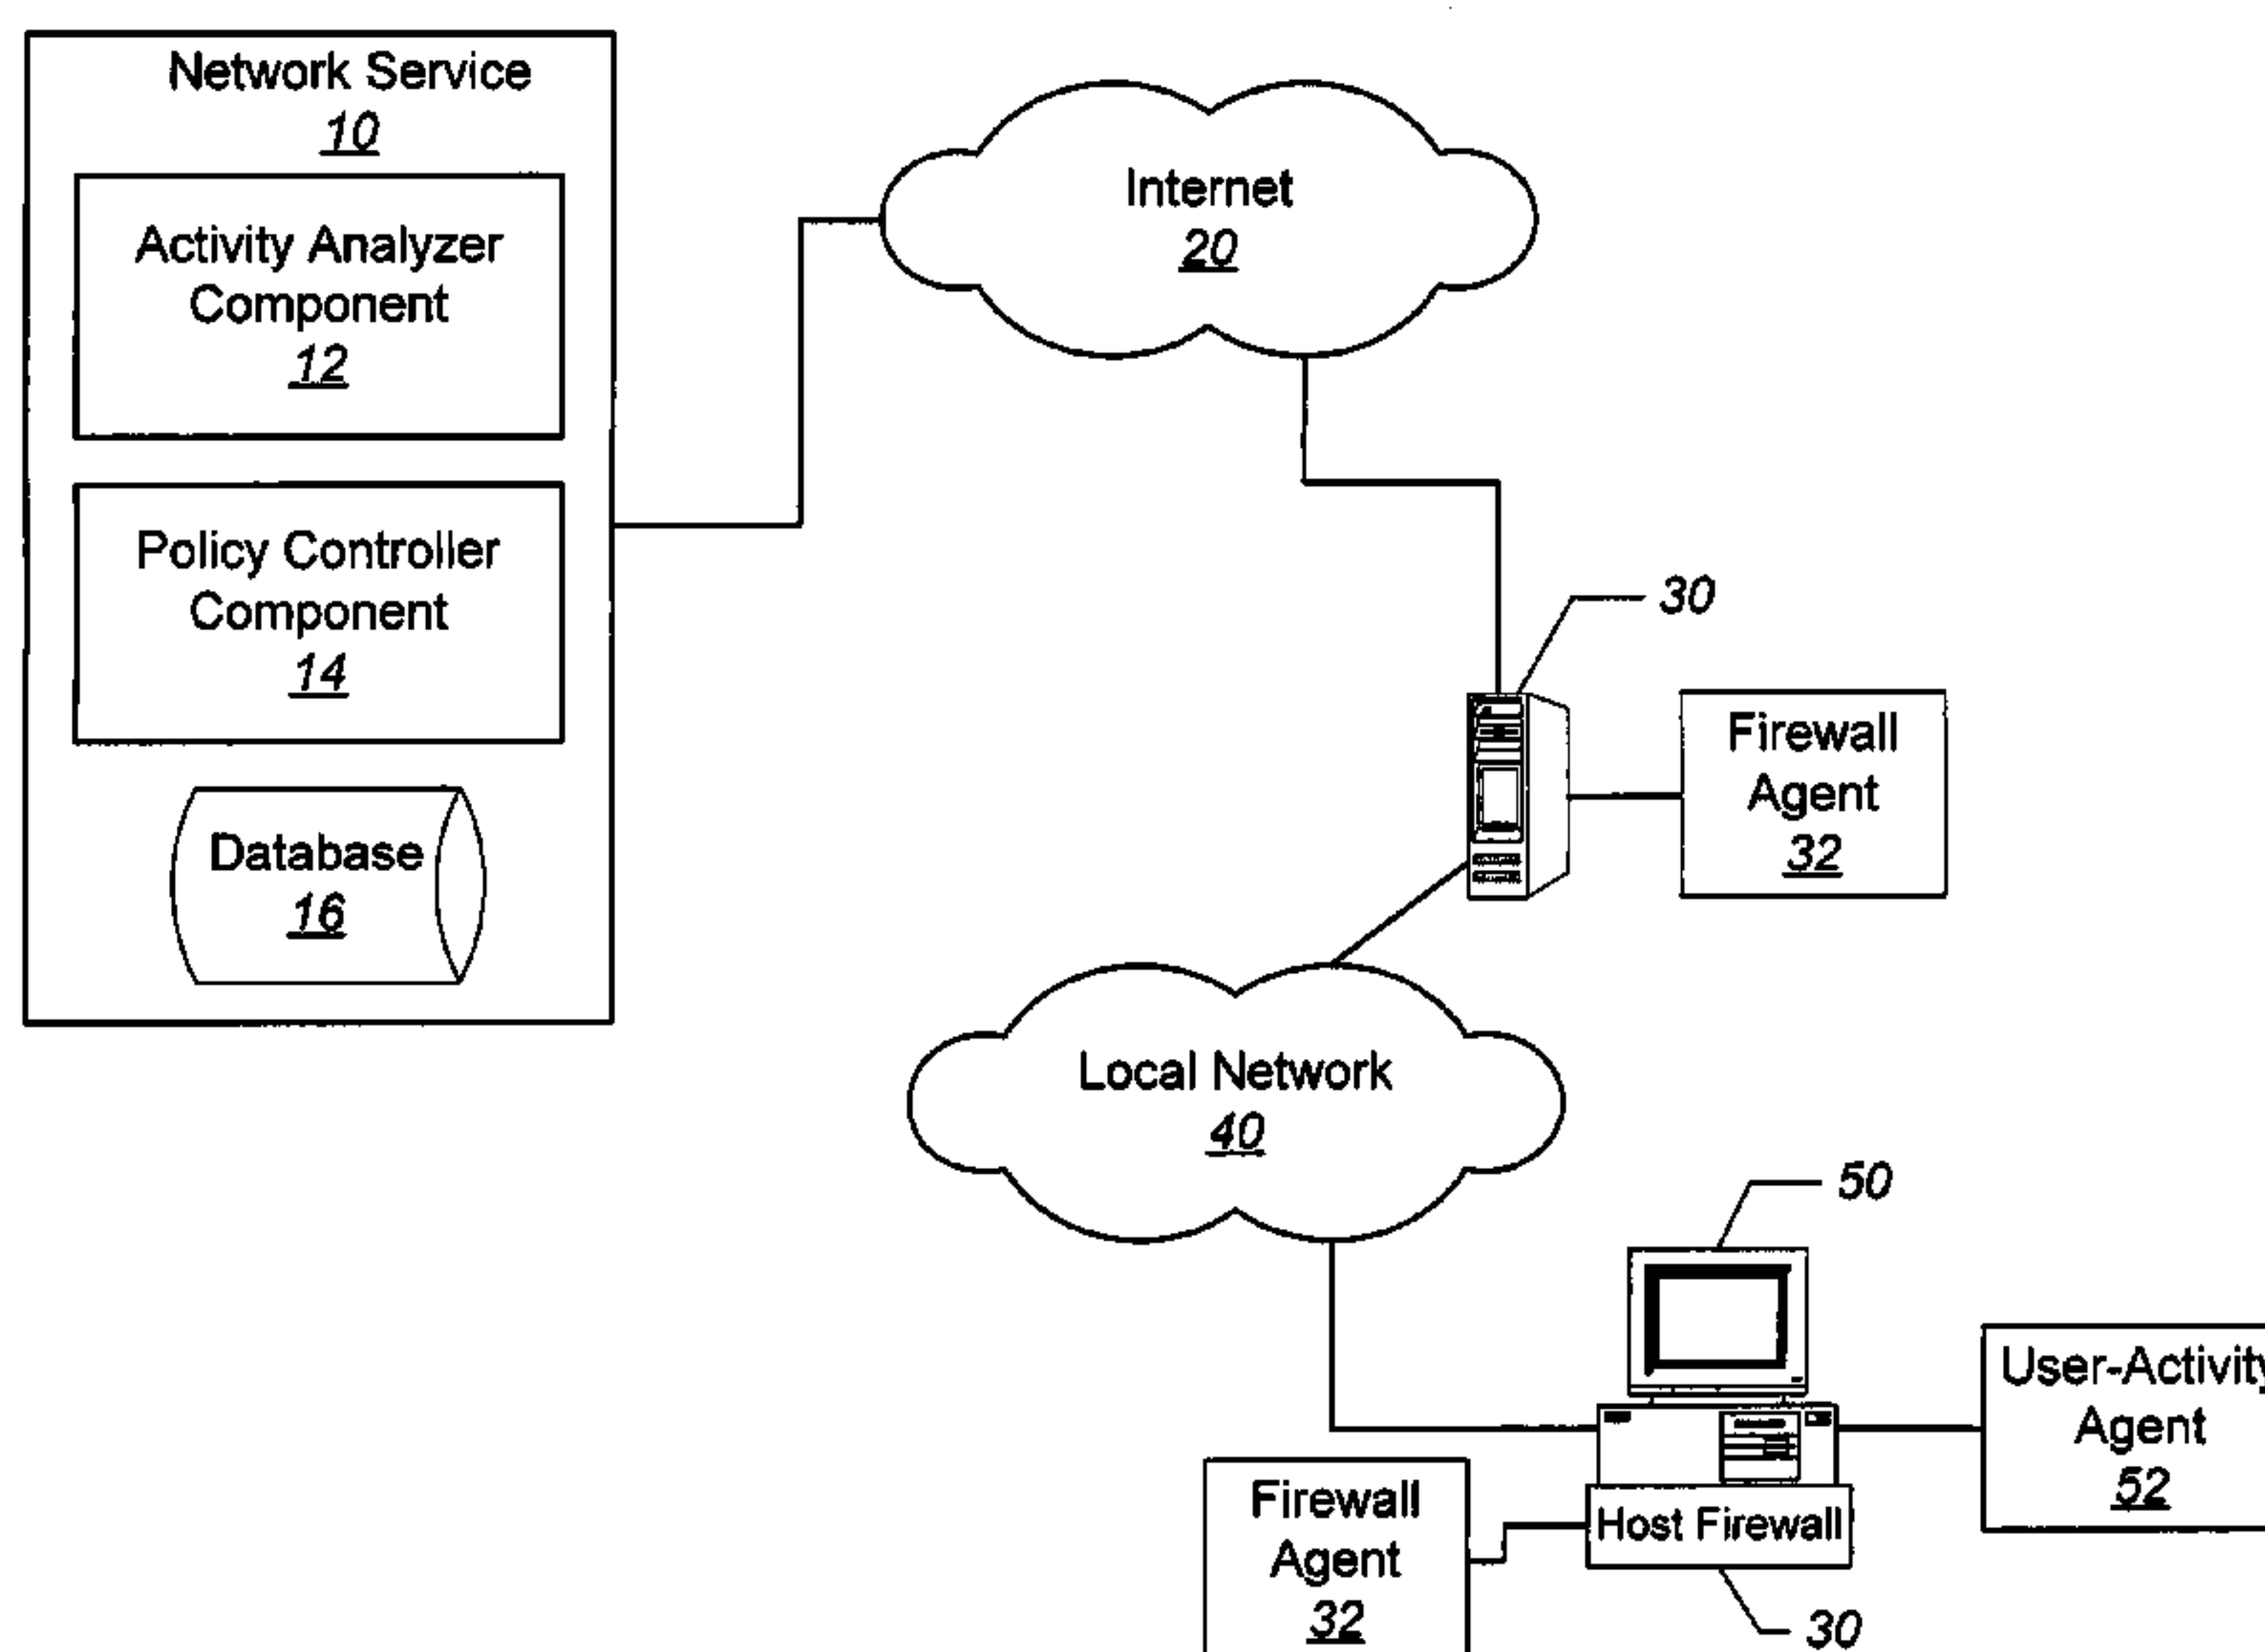 Network Service
10
Activity Analyzer
Component
12
Policy Controller
Component
14
Database
16
Internet
20
30
Firewall
Agent
32
Local Network
40
50
User-Activity
Agent
52
Host Firewall
30
Firewall
Agent
32